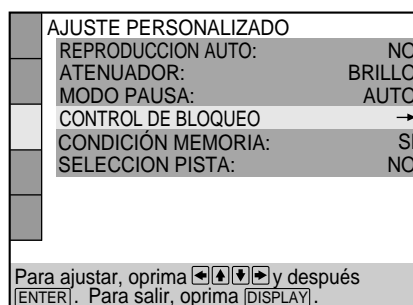 AJUSTE PERSONALIZADO
REPRODUCCION AUTO: NO
ATENUADOR: BRILLO
MODO PAUSA: AUTO
CONTROL DE BLOQUEO →
CONDICIÓN MEMORIA: SI
SELECCION PISTA: NO
Para ajustar, oprima ←↑↓→ y después
ENTER. Para salir, oprima DISPLAY.